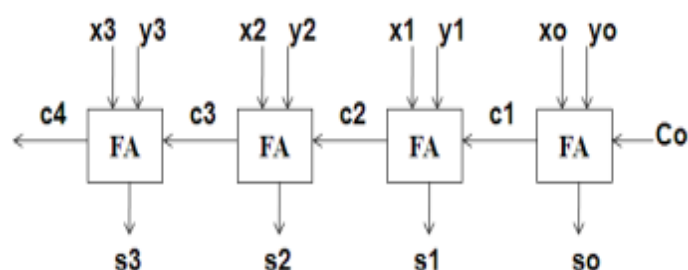 x3 y3 x2 y2 x1 y1 xo yo
c4 c3 c2 c1
FA FA FA FA Co
s3 s2 s1 so